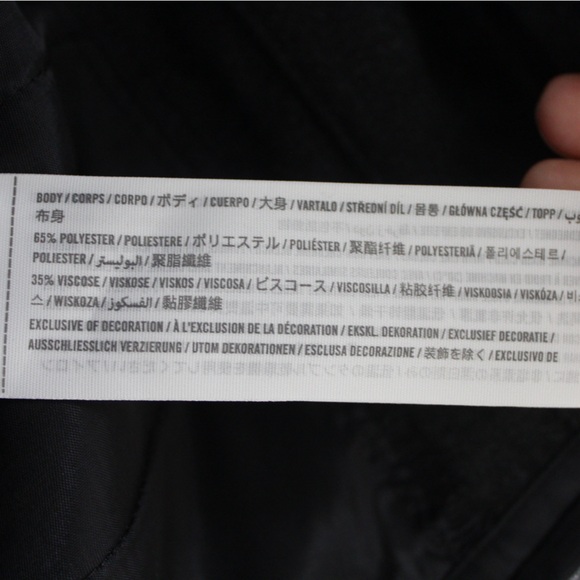 BODY / CORPS / CORPO / ボディ / CUERPO / 大身 / VARTALO / STŘEDNÍ DÍL / 몸통 / GŁÓWNA CZĘŚĆ / TOPP /
布身
65% POLYESTER / POLIESTERE / ポリエステル / POLIÉSTER / 聚酯纤维 / POLYESTERIÄ / 폴리에스테르 /
POLIESTER / البوليستر / 聚脂纖維
35% VISCOSE / VISKOSE / VISKOS / VISCOSA / ビスコース / VISCOSILLA / 粘胶纤维 / VISKOOSIA / VISKÓZA / 비
스 / WISKOZA / الفسكوز / 黏膠纖維
EXCLUSIVE OF DECORATION / À L'EXCLUSION DE LA DÉCORATION / EKSKL. DEKORATION / EXCLUSIEF DECORATIE /
AUSSCHLIESSLICH VERZIERUNG / UTOM DEKORATIONEN / ESCLUSA DECORAZIONE / 装飾を除く / EXCLUSIVO DE